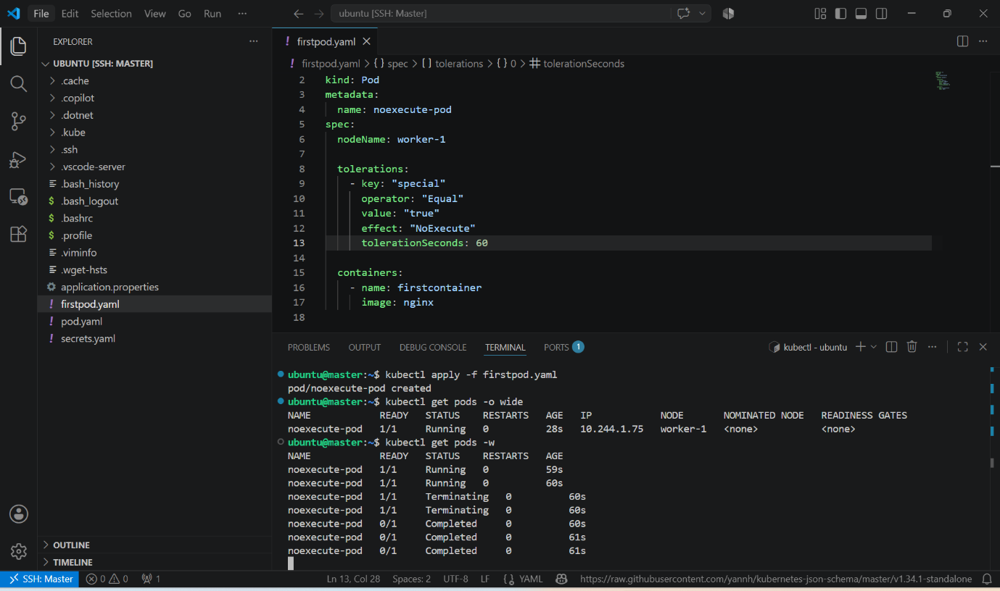 File Edit Selection View Go Run ···
ubuntu [SSH: Master]
EXPLORER ···
UBUNTU [SSH: MASTER]
.cache
.copilot
.dotnet
.kube
.ssh
.vscode-server
.bash_history
.bash_logout
.bashrc
.profile
.viminfo
.wget-hsts
application.properties
firstpod.yaml
pod.yaml
secrets.yaml
OUTLINE
TIMELINE
! firstpod.yaml
! firstpod.yaml > { } spec > [ ] tolerations > { } 0 > # tolerationSeconds
2 kind: Pod
3 metadata:
4   name: noexecute-pod
5 spec:
6   nodeName: worker-1
7
8   tolerations:
9     - key: "special"
10       operator: "Equal"
11       value: "true"
12       effect: "NoExecute"
13       tolerationSeconds: 60
14
15   containers:
16     - name: firstcontainer
17       image: nginx
18
PROBLEMS OUTPUT DEBUG CONSOLE TERMINAL PORTS 1 kubectl - ubuntu
ubuntu@master:~$ kubectl apply -f firstpod.yaml
pod/noexecute-pod created
ubuntu@master:~$ kubectl get pods -o wide
NAME READY STATUS RESTARTS AGE IP NODE NOMINATED NODE READINESS GATES
noexecute-pod 1/1 Running 0 28s 10.244.1.75 worker-1 <none> <none>
ubuntu@master:~$ kubectl get pods -w
NAME READY STATUS RESTARTS AGE
noexecute-pod 1/1 Running 0 59s
noexecute-pod 1/1 Running 0 60s
noexecute-pod 1/1 Terminating 0 60s
noexecute-pod 1/1 Terminating 0 60s
noexecute-pod 0/1 Completed 0 60s
noexecute-pod 0/1 Completed 0 61s
noexecute-pod 0/1 Completed 0 61s
SSH: Master 0 0 1 Ln 13, Col 28 Spaces: 2 UTF-8 LF { } YAML https://raw.githubusercontent.com/yannh/kubernetes-json-schema/master/v1.34.1-standalone